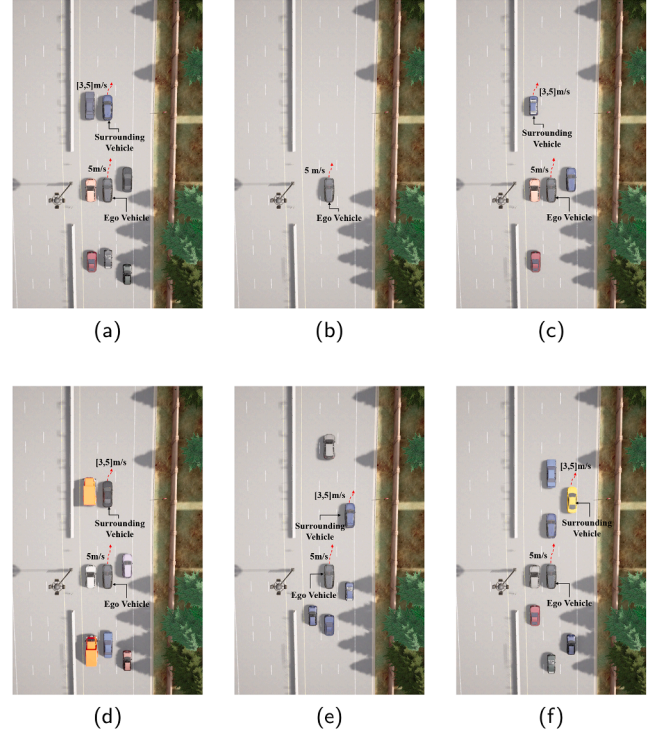 [3,5]m/s
Surrounding
Vehicle
5m/s
Ego Vehicle
(a)
5 m/s
Ego Vehicle
(b)
[3,5]m/s
Surrounding
Vehicle
5m/s
Ego Vehicle
(c)
[3,5]m/s
Surrounding
Vehicle
5m/s
Ego Vehicle
(d)
[3,5]m/s
Surrounding
Vehicle
5m/s
Ego Vehicle
(e)
[3,5]m/s
Surrounding
Vehicle
5m/s
Ego Vehicle
(f)